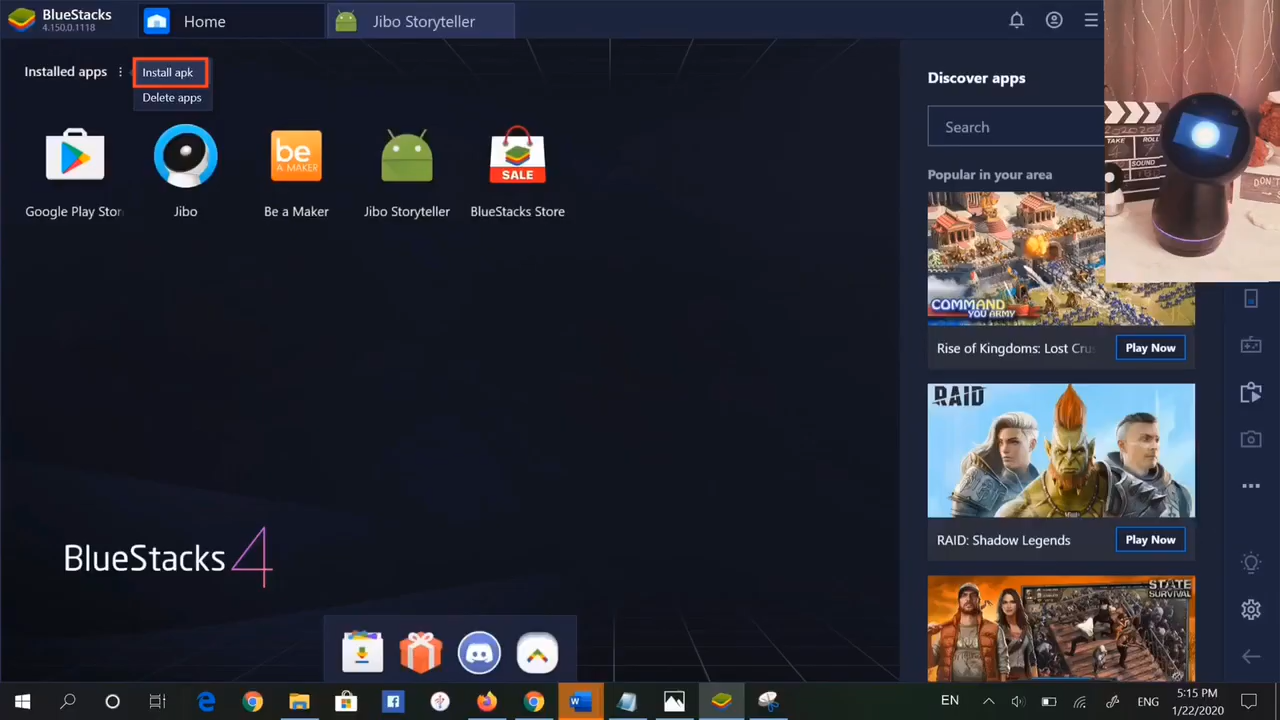 BlueStacks
4.150.0.1118
Home
Jibo Storyteller
Installed apps
Install apk
Delete apps
Google Play Stor
Jibo
be
A MAKER
Be a Maker
Jibo Storyteller
SALE
BlueStacks Store
BlueStacks 4
Discover apps
Search
Popular in your area
COMMAND
YOU ARMY
Rise of Kingdoms: Lost Cru
Play Now
RAID
RAID: Shadow Legends
Play Now
STATE
SURVIVAL
TAKE
ROLL
SOUND
DON'T
EN
ENG
5:15 PM
1/22/2020